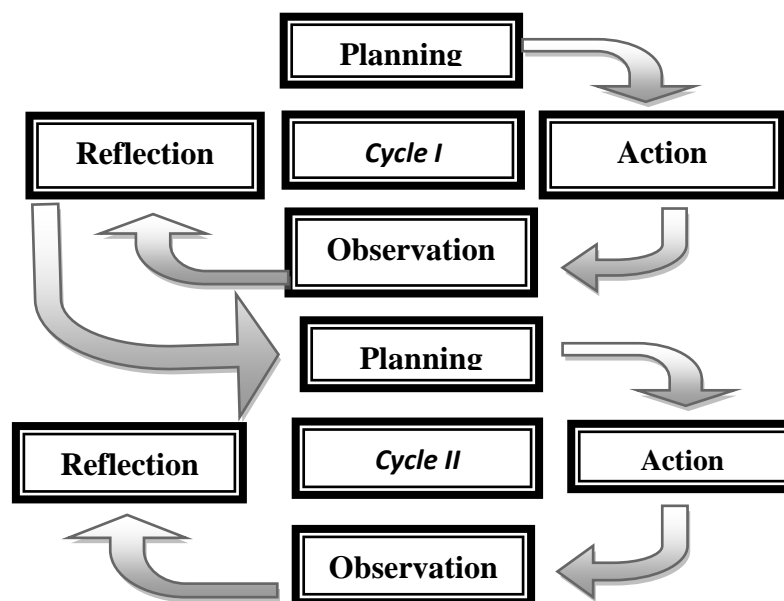 Planning
Reflection
Cycle I
Action
Observation
Planning
Reflection
Cycle II
Action
Observation